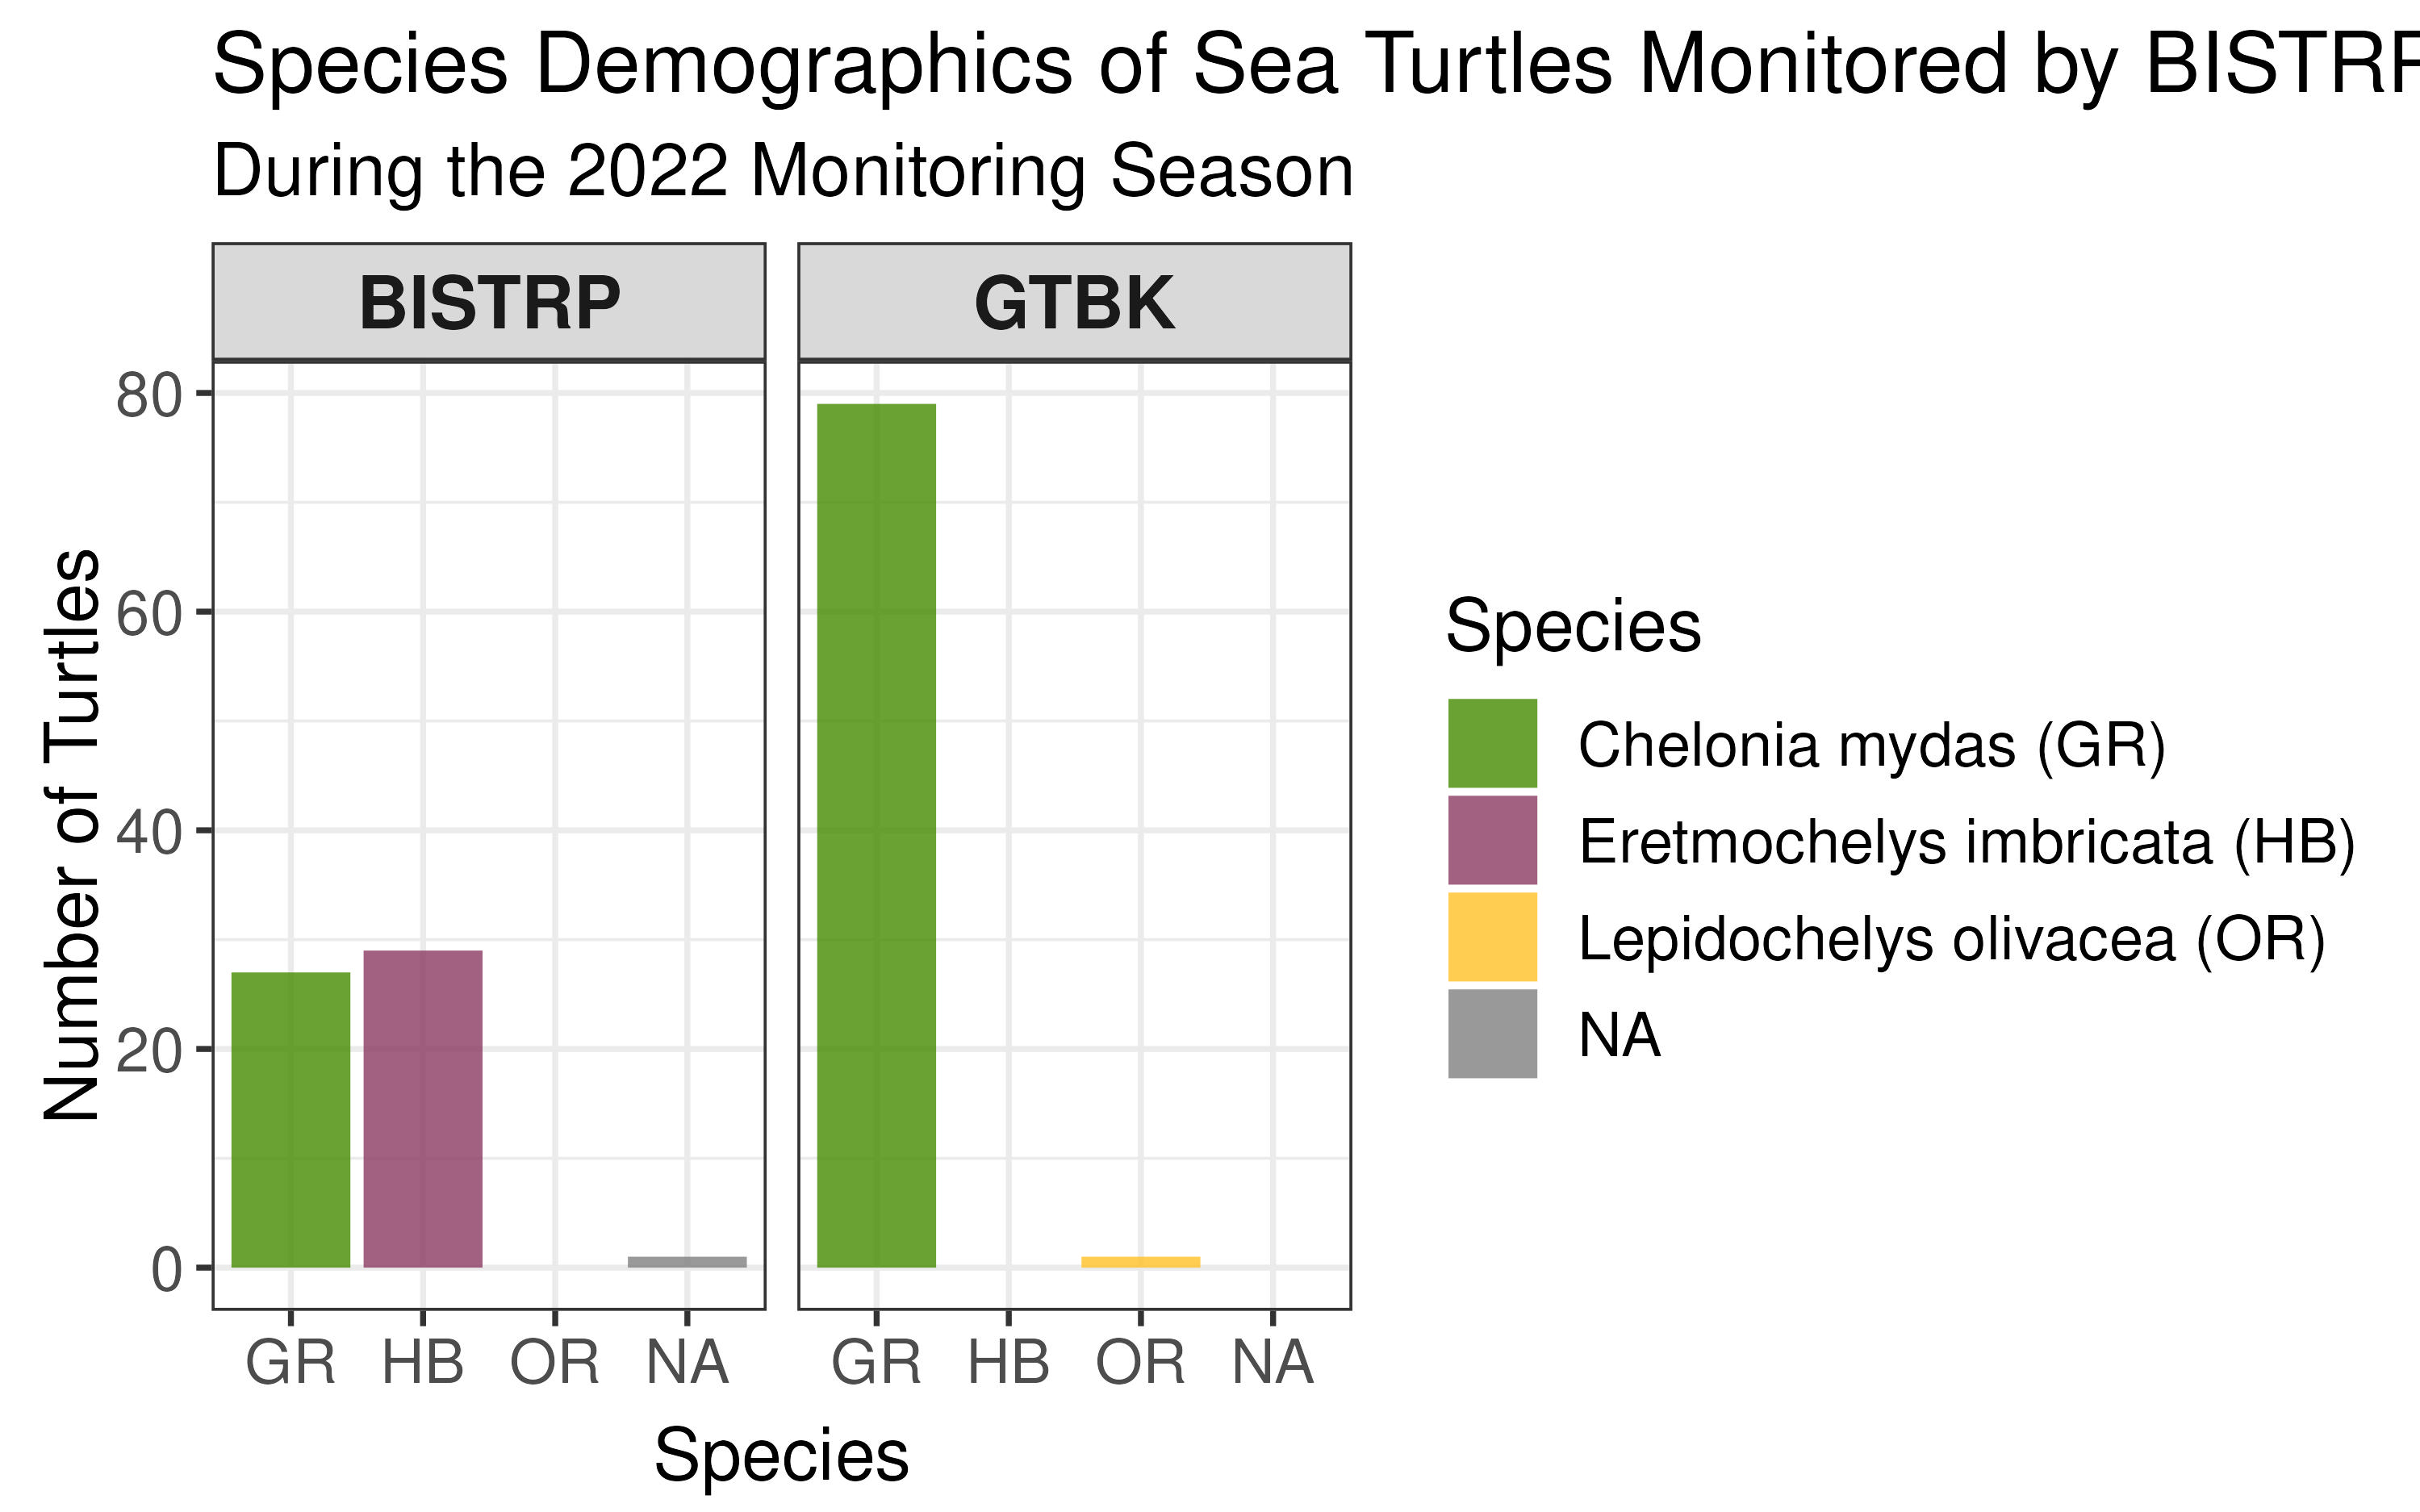 Species Demographics of Sea Turtles Monitored by BISTRP
During the 2022 Monitoring Season
BISTRP
GTBK
80
60
40
20
0
Number of Turtles
GR HB OR NA
GR HB OR NA
Species
Species
Chelonia mydas (GR)
Eretmochelys imbricata (HB)
Lepidochelys olivacea (OR)
NA